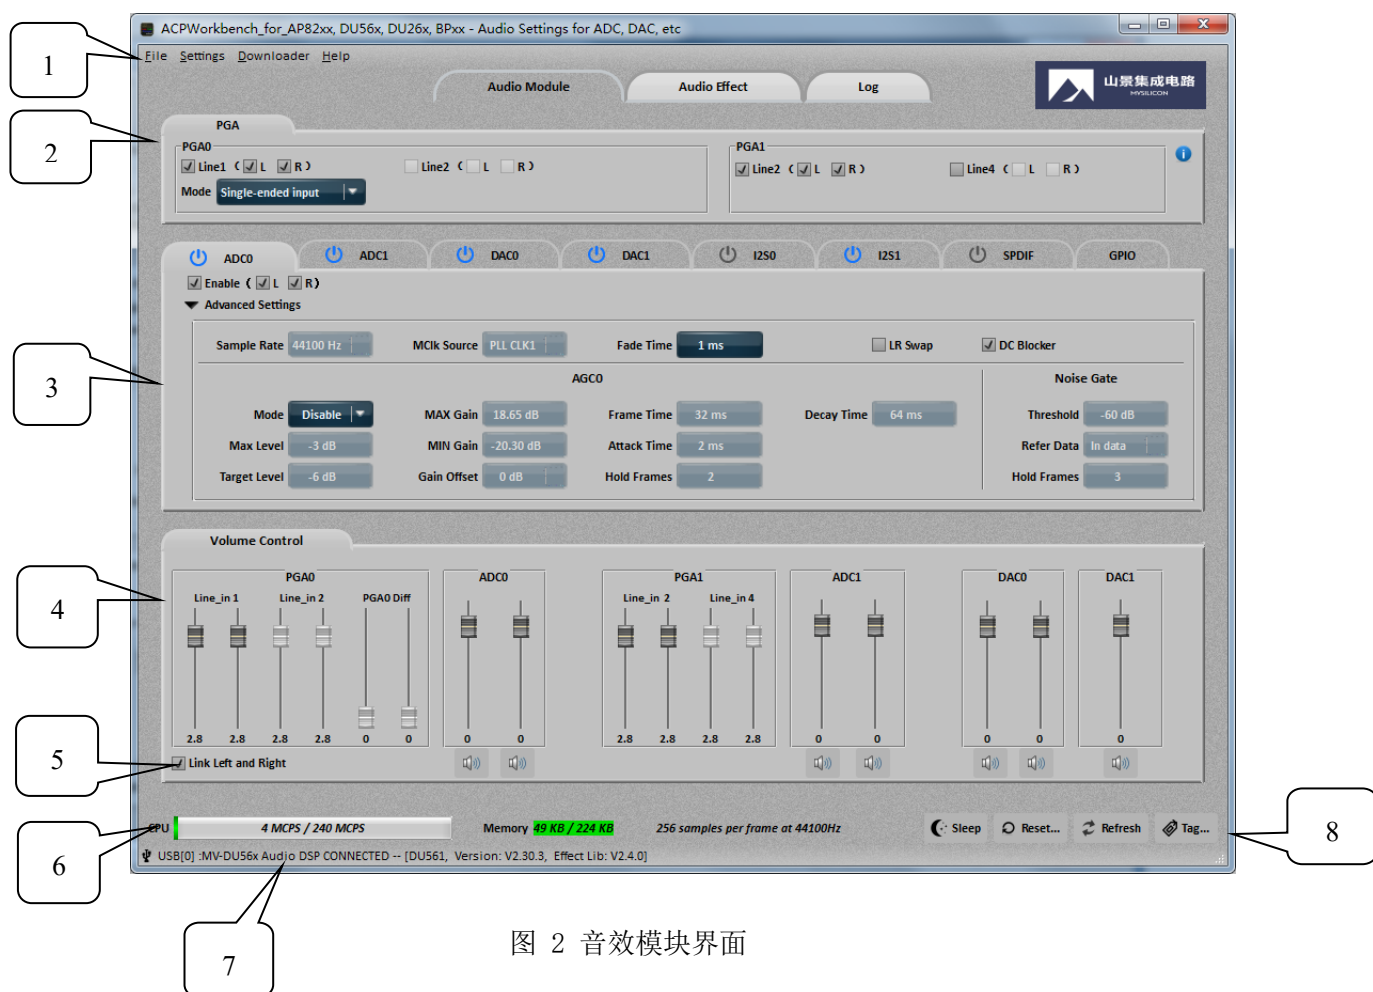 ACPWorkbench_for_AP82xx, DU56x, DU26x, BPxx - Audio Settings for ADC, DAC, etc
1
File Settings Downloader Help
Audio Module Audio Effect Log
山景集成电路
MVSILICON
2
PGA
PGA0
Line1 ( L R )
Line2 ( L R )
Mode Single-ended input
PGA1
Line2 ( L R )
Line4 ( L R )
i
ADC0 ADC1 DAC0 DAC1 I2S0 I2S1 SPDIF GPIO
Enable ( L R )
Advanced Settings
3
Sample Rate 44100 Hz MClk Source PLL CLK1 Fade Time 1 ms LR Swap DC Blocker
AGC0 Noise Gate
Mode Disable MAX Gain 18.65 dB Frame Time 32 ms Decay Time 64 ms Threshold -60 dB
Max Level -3 dB MIN Gain -20.30 dB Attack Time 2 ms Refer Data In data
Target Level -6 dB Gain Offset 0 dB Hold Frames 2 Hold Frames 3
Volume Control
4
PGA0 ADC0 PGA1 ADC1 DAC0 DAC1
Line_in 1 Line_in 2 PGA0 Diff Line_in 2 Line_in 4
2.8 2.8 2.8 2.8 0 0 0 0 2.8 2.8 2.8 2.8 0 0 0 0 0
5
Link Left and Right
6
CPU 4 MCPS / 240 MCPS Memory 49 KB / 224 KB 256 samples per frame at 44100Hz Sleep Reset... Refresh Tag...
8
USB[0] :MV-DU56x Audio DSP CONNECTED -- [DU561, Version: V2.30.3, Effect Lib: V2.4.0]
7
图 2 音效模块界面